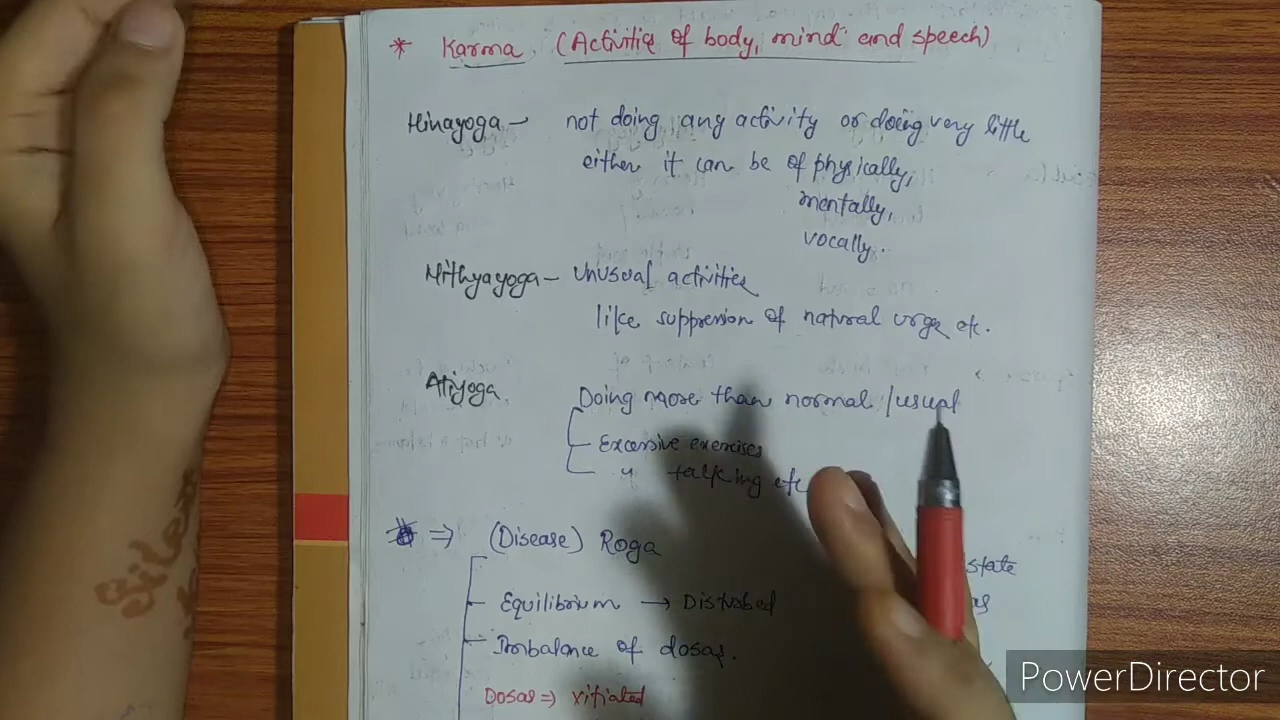 * Karma (Activitie of body, mind and speech)
Hinayoga - not doing any activity or doing very little
either it can be of physically,
mentally,
vocally.
Mithyayoga - Unusual activities
like suppression of natural urge etc.
Atiyoga Doing more than normal / usual
Excessive exercises
" talking etc
⇒ (Disease) Roga
state
Equilibrium → Distrubed
Imbalance of dosas.
Dosas ⇒ Vitiated
PowerDirector